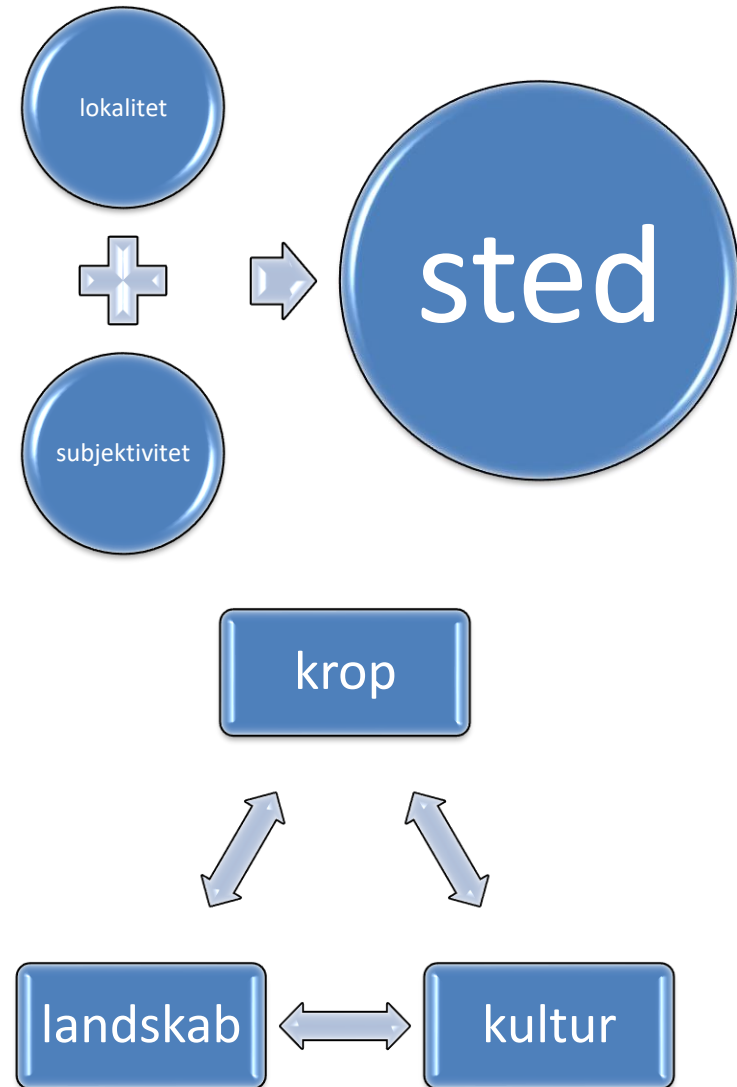 lokalitet
sted
subjektivitet
krop
landskab
kultur